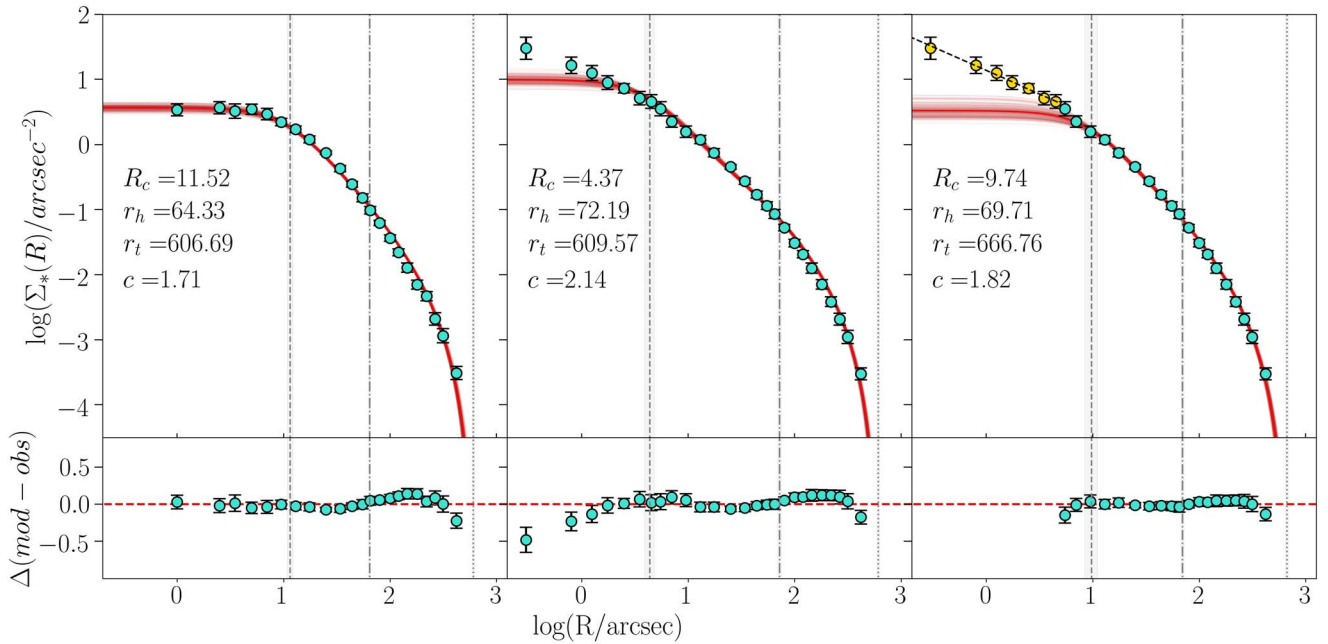 2
1
0
−1
−2
−3
−4
log(Σ∗(R)/arcsec⁻²)
R_c =11.52
r_h =64.33
r_t =606.69
c =1.71
R_c =4.37
r_h =72.19
r_t =609.57
c =2.14
R_c =9.74
r_h =69.71
r_t =666.76
c =1.82
0.5
0.0
−0.5
Δ(mod − obs)
0 1 2 3
0 1 2 3
0 1 2 3
log(R/arcsec)